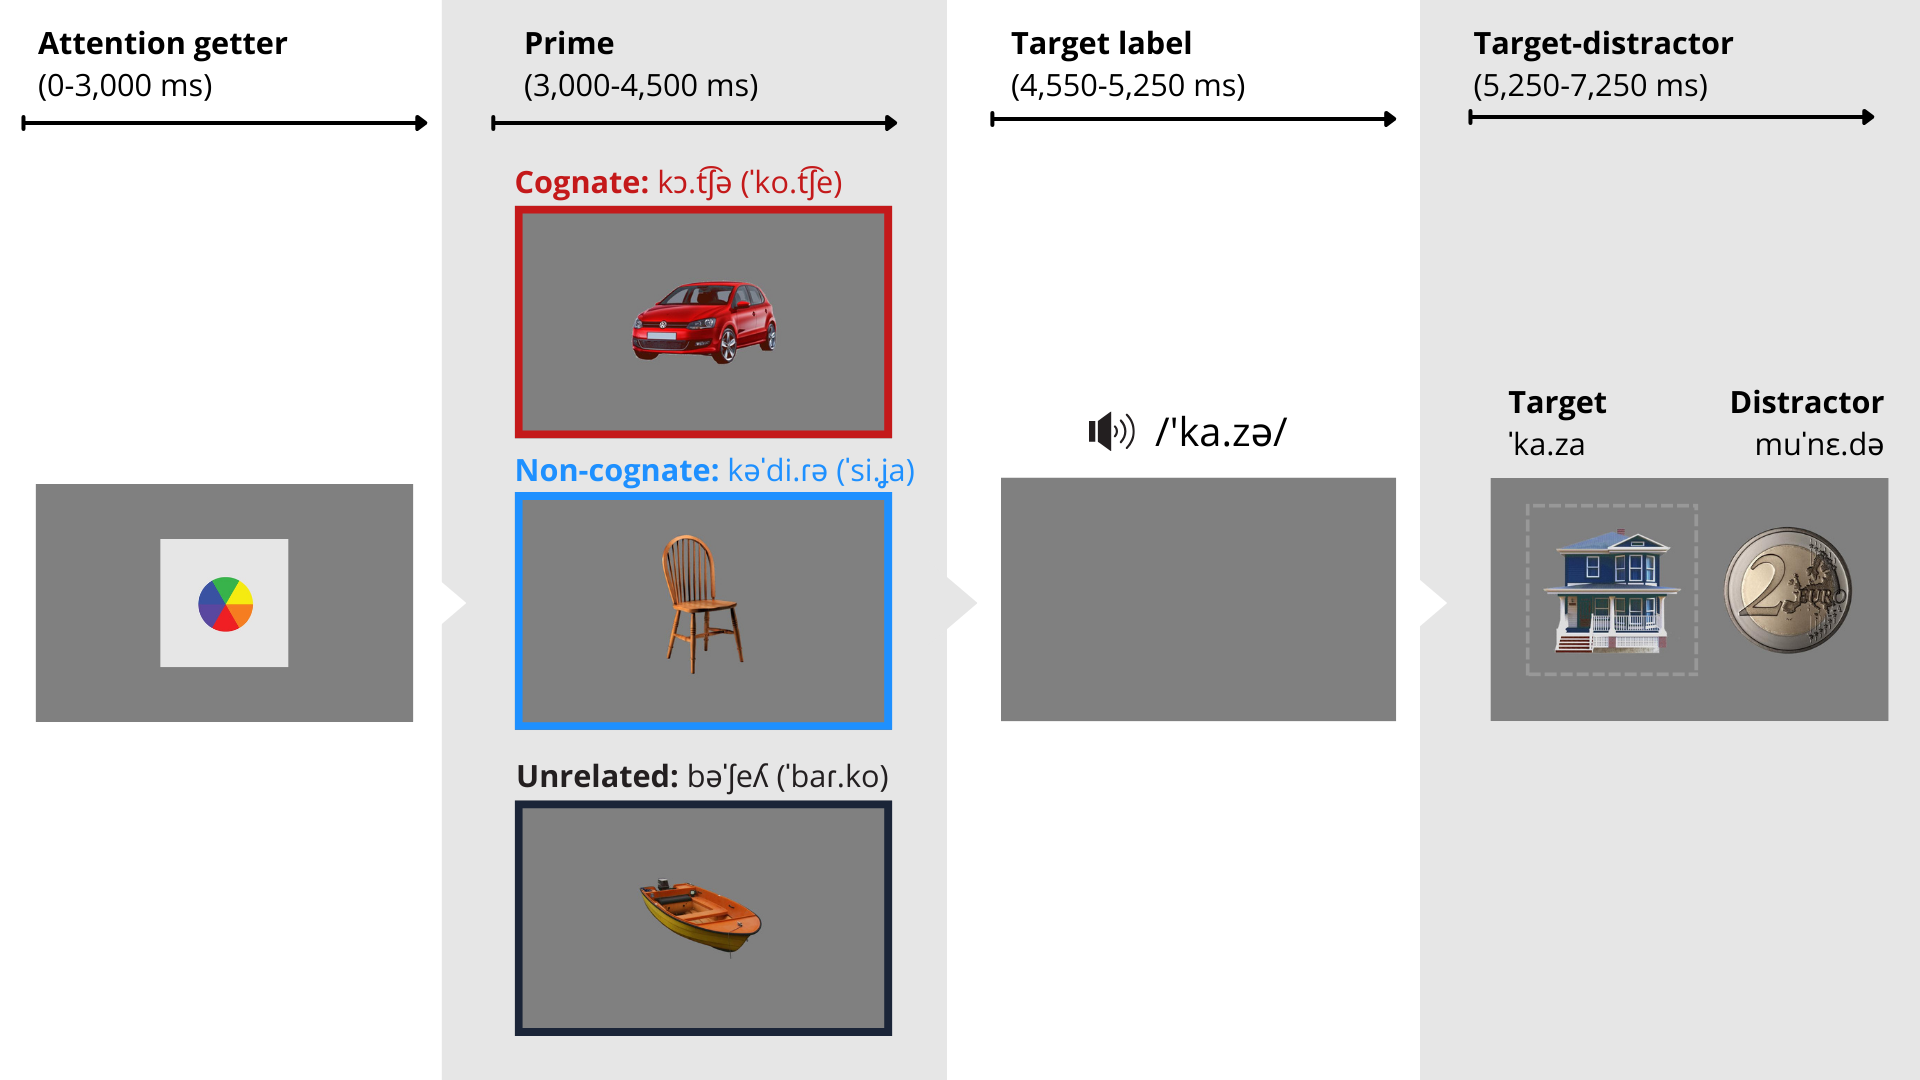 Attention getter
(0-3,000 ms)
Prime
(3,000-4,500 ms)
Cognate: kɔ.t͡ʃə (ˈko.t͡ʃe)
Non-cognate: kəˈdi.ɾə (ˈsi.ʝa)
Unrelated: bəˈʃeʎ (ˈbaɾ.ko)
Target label
(4,550-5,250 ms)
/ˈka.zə/
Target-distractor
(5,250-7,250 ms)
Target
ˈka.za
Distractor
muˈnɛ.də
2
EURO